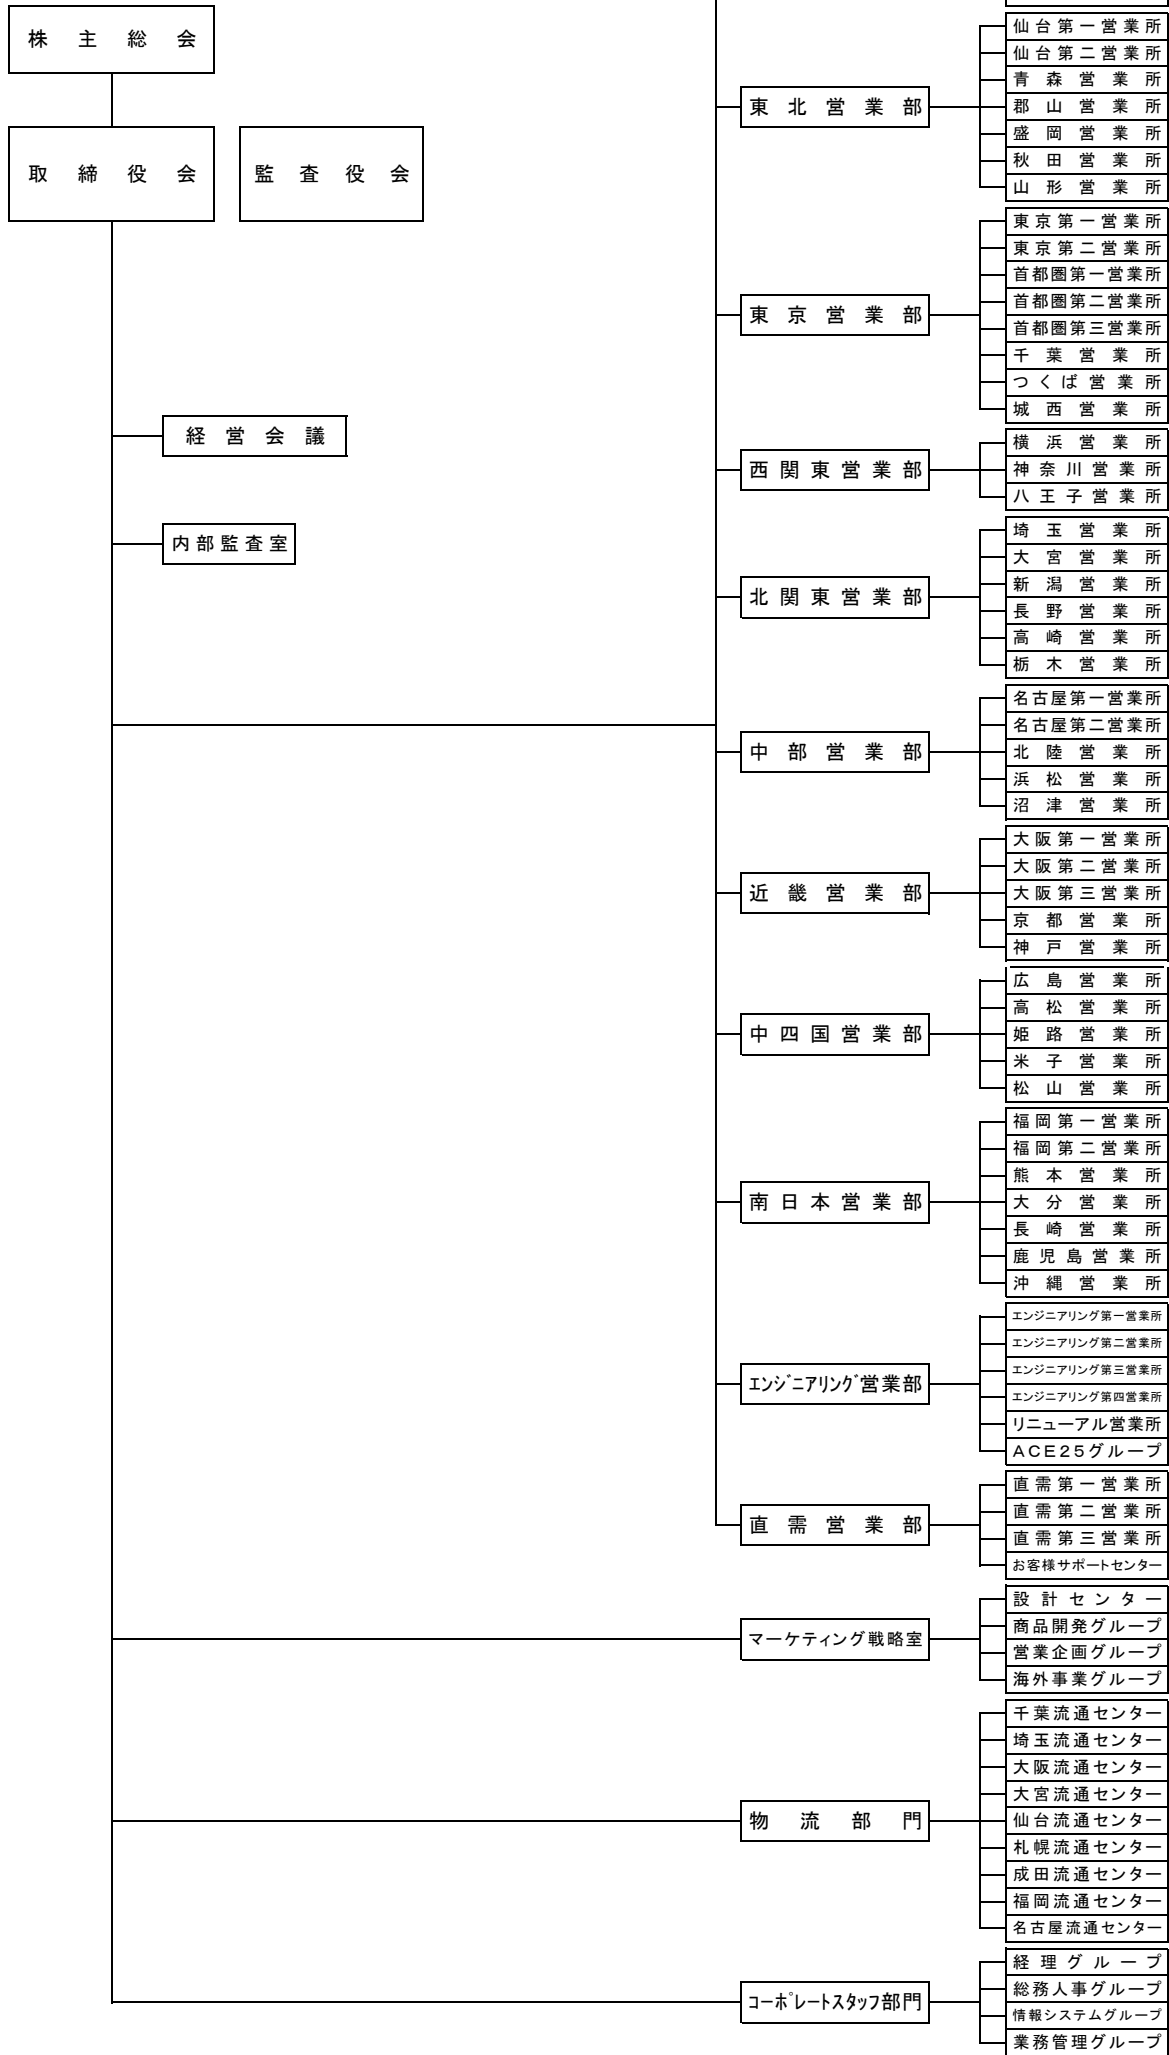 株主総会
取締役会
監査役会
経営会議
内部監査室
東北営業部
仙台第一営業所
仙台第二営業所
青森営業所
郡山営業所
盛岡営業所
秋田営業所
山形営業所
東京営業部
東京第一営業所
東京第二営業所
首都圏第一営業所
首都圏第二営業所
首都圏第三営業所
千葉営業所
つくば営業所
城西営業所
西関東営業部
横浜営業所
神奈川営業所
八王子営業所
北関東営業部
埼玉営業所
大宮営業所
新潟営業所
長野営業所
高崎営業所
栃木営業所
中部営業部
名古屋第一営業所
名古屋第二営業所
北陸営業所
浜松営業所
沼津営業所
近畿営業部
大阪第一営業所
大阪第二営業所
大阪第三営業所
京都営業所
神戸営業所
中四国営業部
広島営業所
高松営業所
姫路営業所
米子営業所
松山営業所
南日本営業部
福岡第一営業所
福岡第二営業所
熊本営業所
大分営業所
長崎営業所
鹿児島営業所
沖縄営業所
エンジニアリング営業部
エンジニアリング第一営業所
エンジニアリング第二営業所
エンジニアリング第三営業所
エンジニアリング第四営業所
リニューアル営業所
ACE25グループ
直需営業部
直需第一営業所
直需第二営業所
直需第三営業所
お客様サポートセンター
マーケティング戦略室
設計センター
商品開発グループ
営業企画グループ
海外事業グループ
物流部門
千葉流通センター
埼玉流通センター
大阪流通センター
大宮流通センター
仙台流通センター
札幌流通センター
成田流通センター
福岡流通センター
名古屋流通センター
コーポレートスタッフ部門
経理グループ
総務人事グループ
情報システムグループ
業務管理グループ